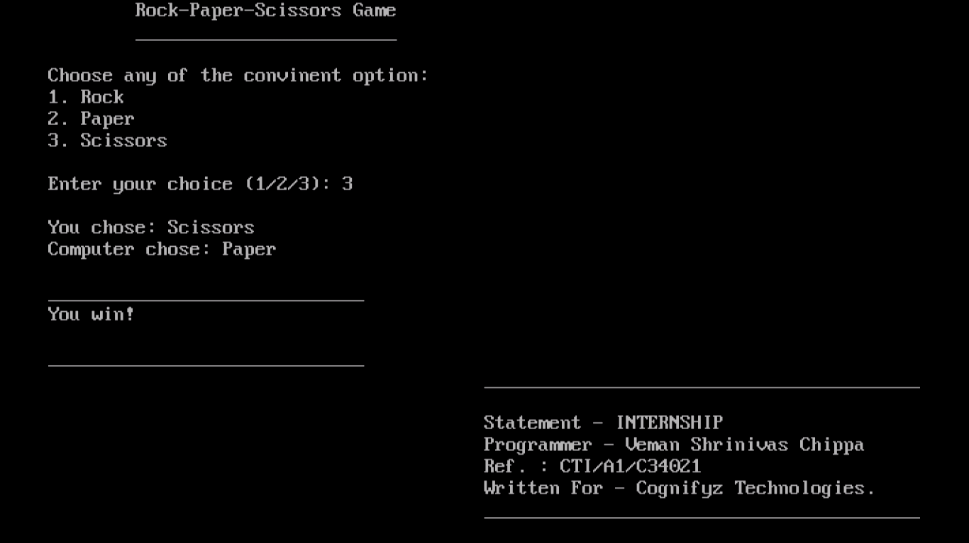 Rock-Paper-Scissors Game
Choose any of the convinent option:
1. Rock
2. Paper
3. Scissors
Enter your choice (1/2/3): 3
You chose: Scissors
Computer chose: Paper
You win!
Statement - INTERNSHIP
Programmer - Veman Shrinivas Chippa
Ref. : CTI/A1/C34021
Written For - Cognifyz Technologies.